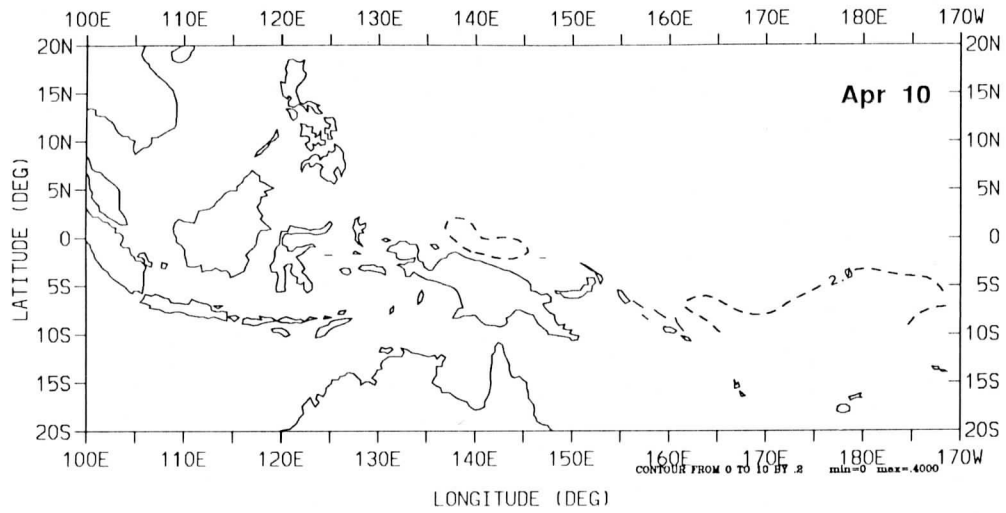 100E 110E 120E 130E 140E 150E 160E 170E 180E 170W
20N 20N
Apr 10
15N 15N
10N 10N
5N 5N
0 0
2.0
5S 5S
10S 10S
15S 15S
20S 20S
LATITUDE (DEG)
100E 110E 120E 130E 140E 150E 160E 170E 180E 170W
CONTOUR FROM 0 TO 10 BY .2 min=0 max=.4000
LONGITUDE (DEG)